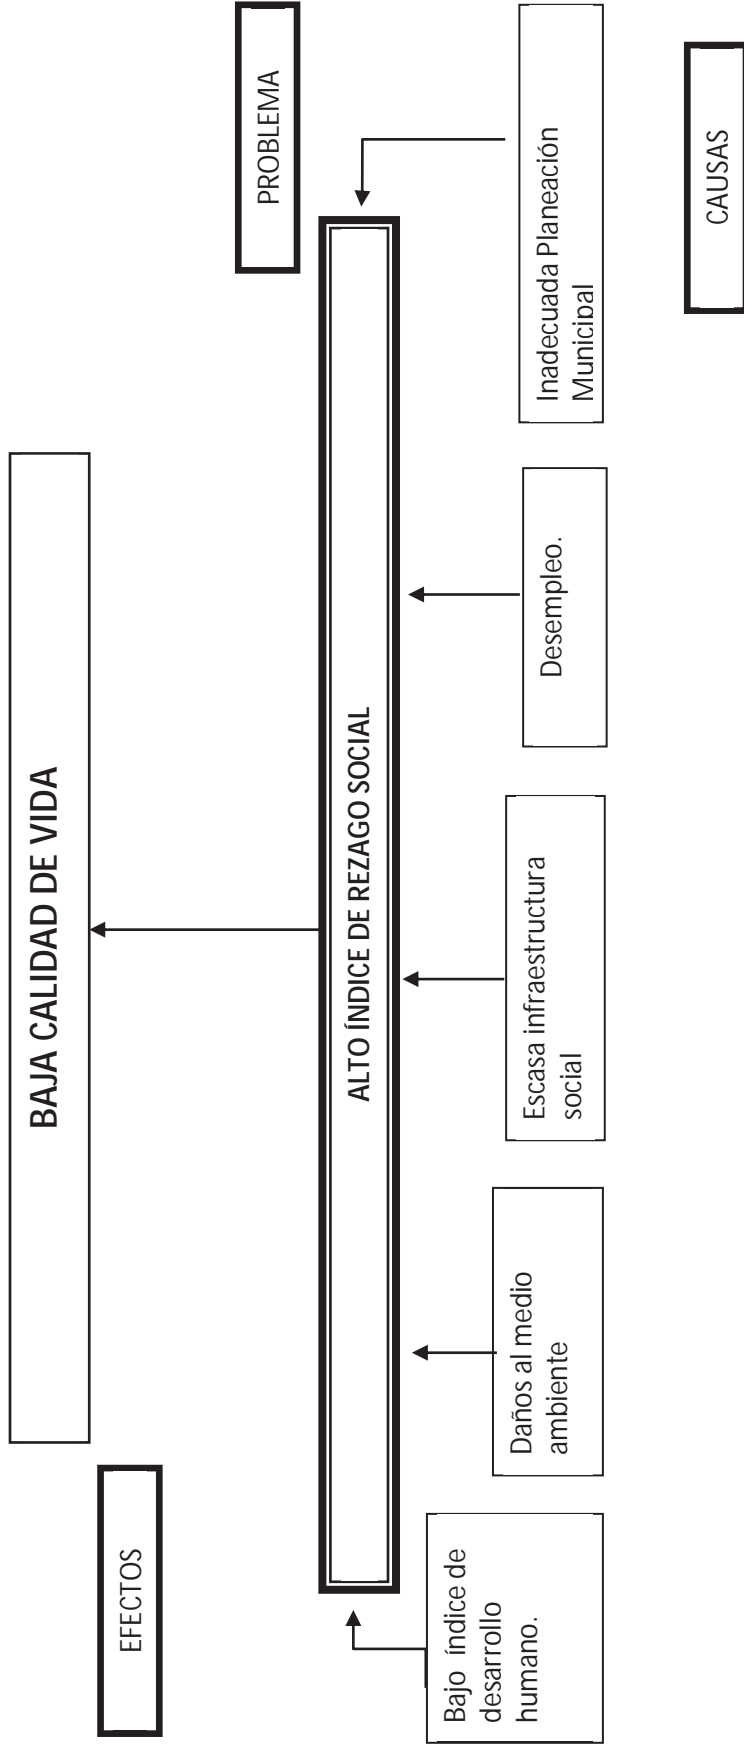 BAJA CALIDAD DE VIDA
EFECTOS
PROBLEMA
ALTO ÍNDICE DE REZAGO SOCIAL
Bajo índice de
desarrollo
humano.
Daños al medio
ambiente
Escasa infraestructura
social
Desempleo.
Inadecuada Planeación
Municipal
CAUSAS